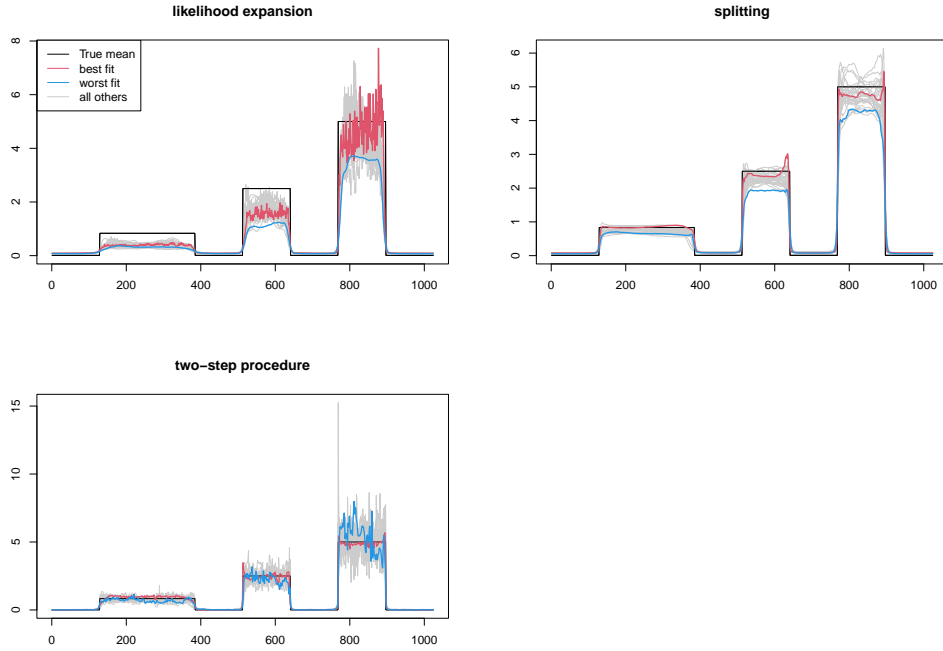 likelihood expansion
8
6
4
2
0
True mean
best fit
worst fit
all others
0 200 400 600 800 1000
splitting
6
5
4
3
2
1
0
0 200 400 600 800 1000
two−step procedure
15
10
5
0
0 200 400 600 800 1000